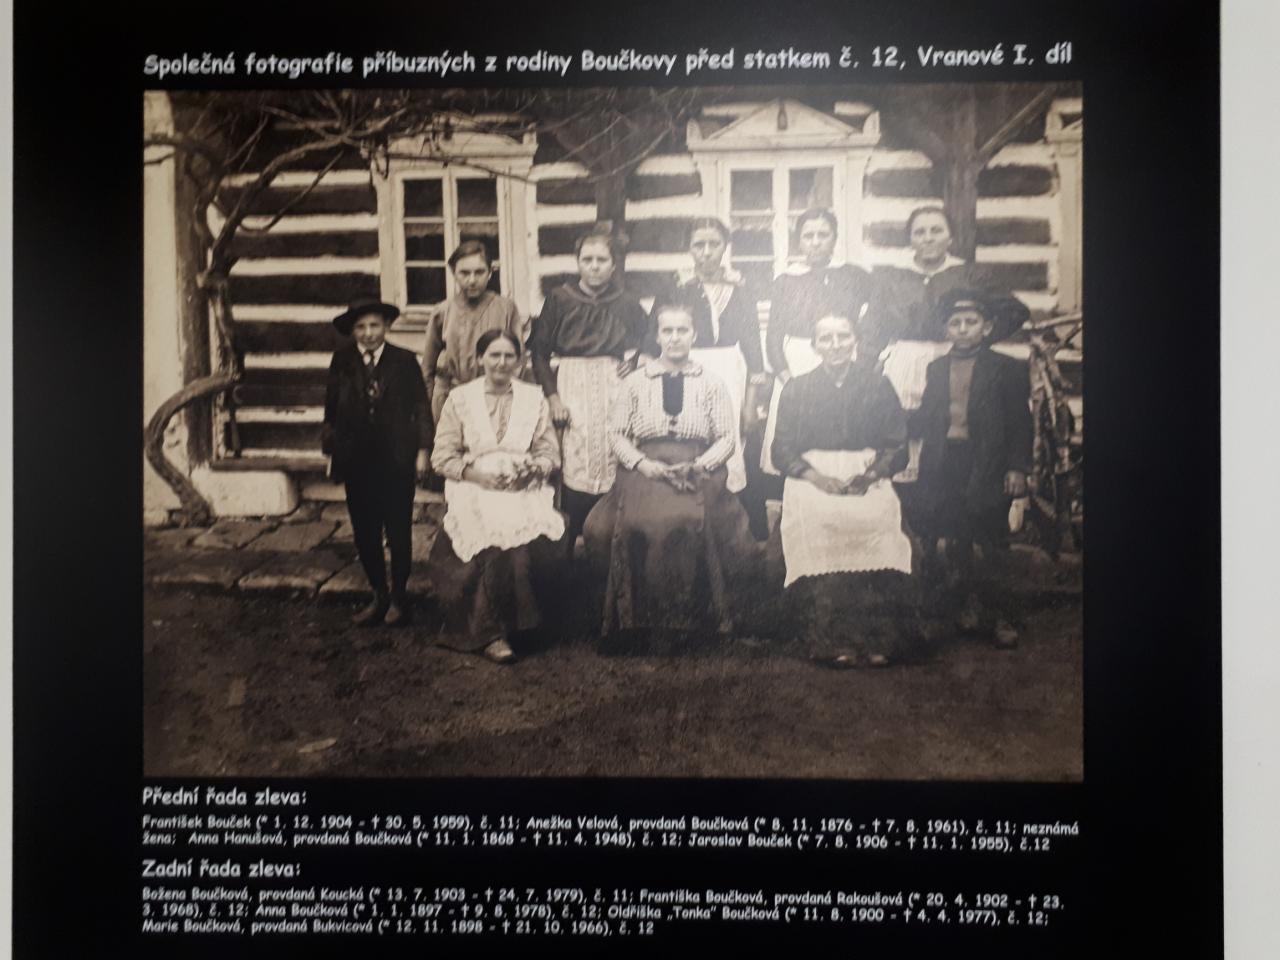 Společná fotografie příbuzných z rodiny Boučkovy před statkem č. 12, Vranové I. díl
Přední řada zleva:
František Bouček (* 1. 12. 1904 - † 30. 5. 1959), č. 11; Anežka Velová, provdaná Boučková (* 8. 11. 1876 - † 7. 8. 1961), č. 11; neznámá
žena; Anna Hanušová, provdaná Boučková (* 11. 1. 1868 - † 11. 4. 1948), č. 12; Jaroslav Bouček (* 7. 8. 1906 - † 11. 1. 1955), č.12
Zadní řada zleva:
Božena Boučková, provdaná Koucká (* 13. 7. 1903 - † 24. 7. 1979), č. 11; Františka Boučková, provdaná Rakoušová (* 20. 4. 1902 - † 23.
3. 1968), č. 12; Anna Boučková (* 1. 1. 1897 - † 9. 8. 1978), č. 12; Oldřiška „Tonka" Boučková (* 11. 8. 1900 - † 4. 4. 1977), č. 12;
Marie Boučková, provdaná Bukvicová (* 12. 11. 1898 - † 21. 10. 1966), č. 12